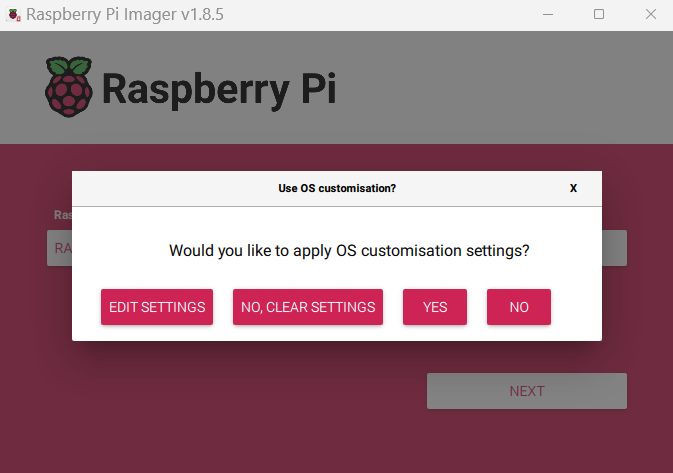 Raspberry Pi Imager v1.8.5
Raspberry Pi
Use OS customisation?
X
Ras
RA
Would you like to apply OS customisation settings?
EDIT SETTINGS
NO, CLEAR SETTINGS
YES
NO
NEXT